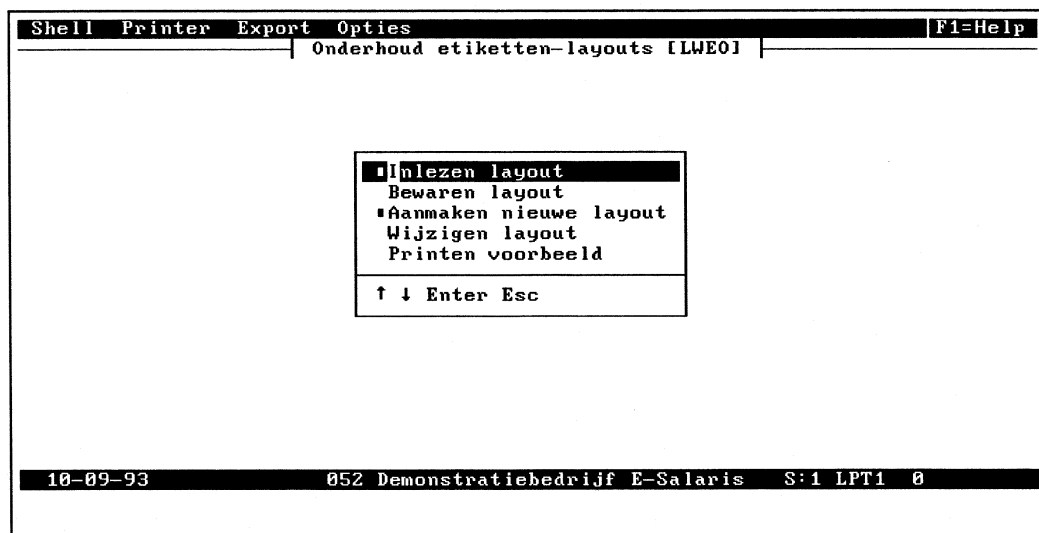 Shell Printer Export Opties F1=Help
Onderhoud etiketten-layouts [LWEO]
Inlezen layout
Bewaren layout
Aanmaken nieuwe layout
Wijzigen layout
Printen voorbeeld
↑ ↓ Enter Esc
10-09-93 052 Demonstratiebedrijf E-Salaris S:1 LPT1 0